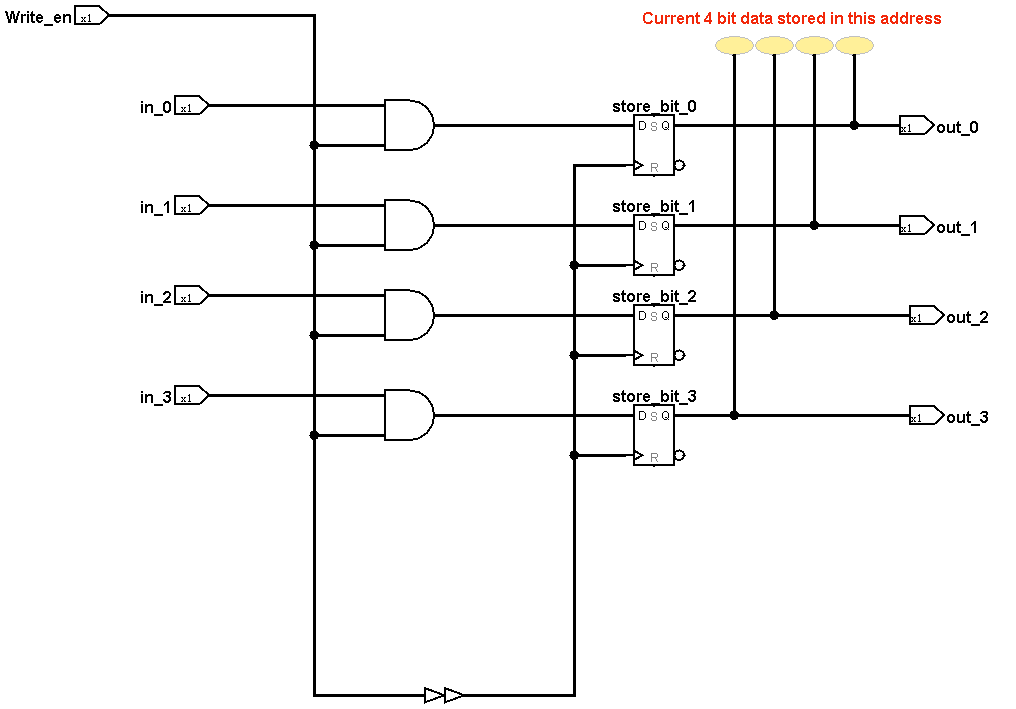 Write_en x1
Current 4 bit data stored in this address
in_0 x1
store_bit_0
D S Q
R
x1 out_0
in_1 x1
store_bit_1
D S Q
R
x1 out_1
in_2 x1
store_bit_2
D S Q
R
x1 out_2
in_3 x1
store_bit_3
D S Q
R
x1 out_3